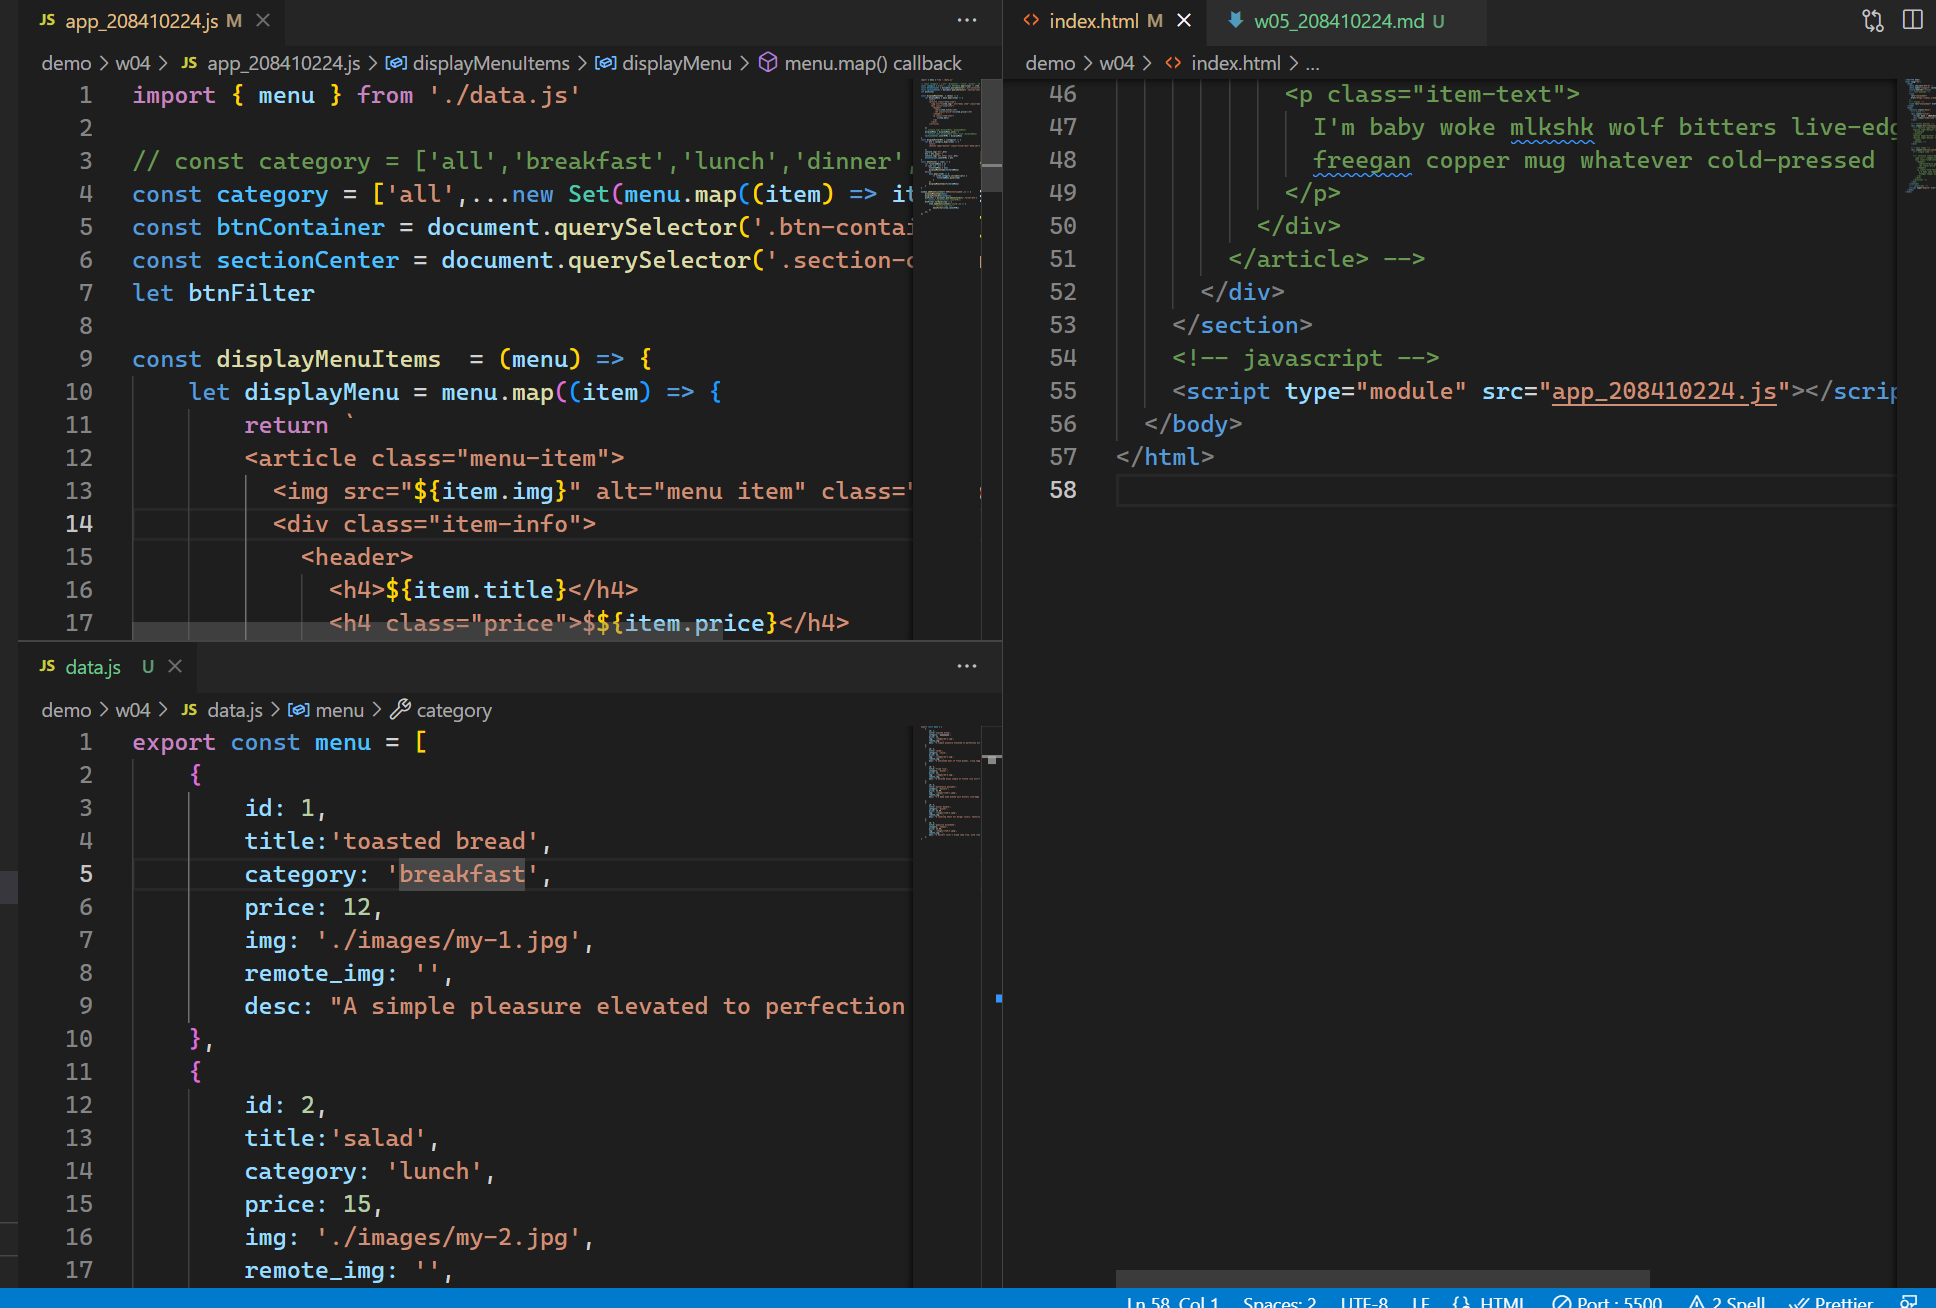 JS app_208410224.js M
demo > w04 > JS app_208410224.js > displayMenuItems > displayMenu > menu.map() callback
1 import { menu } from './data.js'
2
3 // const category = ['all','breakfast','lunch','dinner',
4 const category = ['all',...new Set(menu.map((item) => it
5 const btnContainer = document.querySelector('.btn-contai
6 const sectionCenter = document.querySelector('.section-c
7 let btnFilter
8
9 const displayMenuItems  = (menu) => {
10 let displayMenu = menu.map((item) => {
11 return `
12 <article class="menu-item">
13 <img src="${item.img}" alt="menu item" class="
14 <div class="item-info">
15 <header>
16 <h4>${item.title}</h4>
17 <h4 class="price">$${item.price}</h4>
JS data.js U
demo > w04 > JS data.js > menu > category
1 export const menu = [
2 {
3 id: 1,
4 title:'toasted bread',
5 category: 'breakfast',
6 price: 12,
7 img: './images/my-1.jpg',
8 remote_img: '',
9 desc: "A simple pleasure elevated to perfection
10 },
11 {
12 id: 2,
13 title:'salad',
14 category: 'lunch',
15 price: 15,
16 img: './images/my-2.jpg',
17 remote_img: '',
index.html M
w05_208410224.md U
demo > w04 > index.html > ...
46 <p class="item-text">
47 I'm baby woke mlkshk wolf bitters live-edg
48 freegan copper mug whatever cold-pressed
49 </p>
50 </div>
51 </article> -->
52 </div>
53 </section>
54 <!-- javascript -->
55 <script type="module" src="app_208410224.js"></scrip
56 </body>
57 </html>
58
Ln 58, Col 1 Spaces: 2 UTF-8 LF {} HTML Port : 5500 2 Spell Prettier